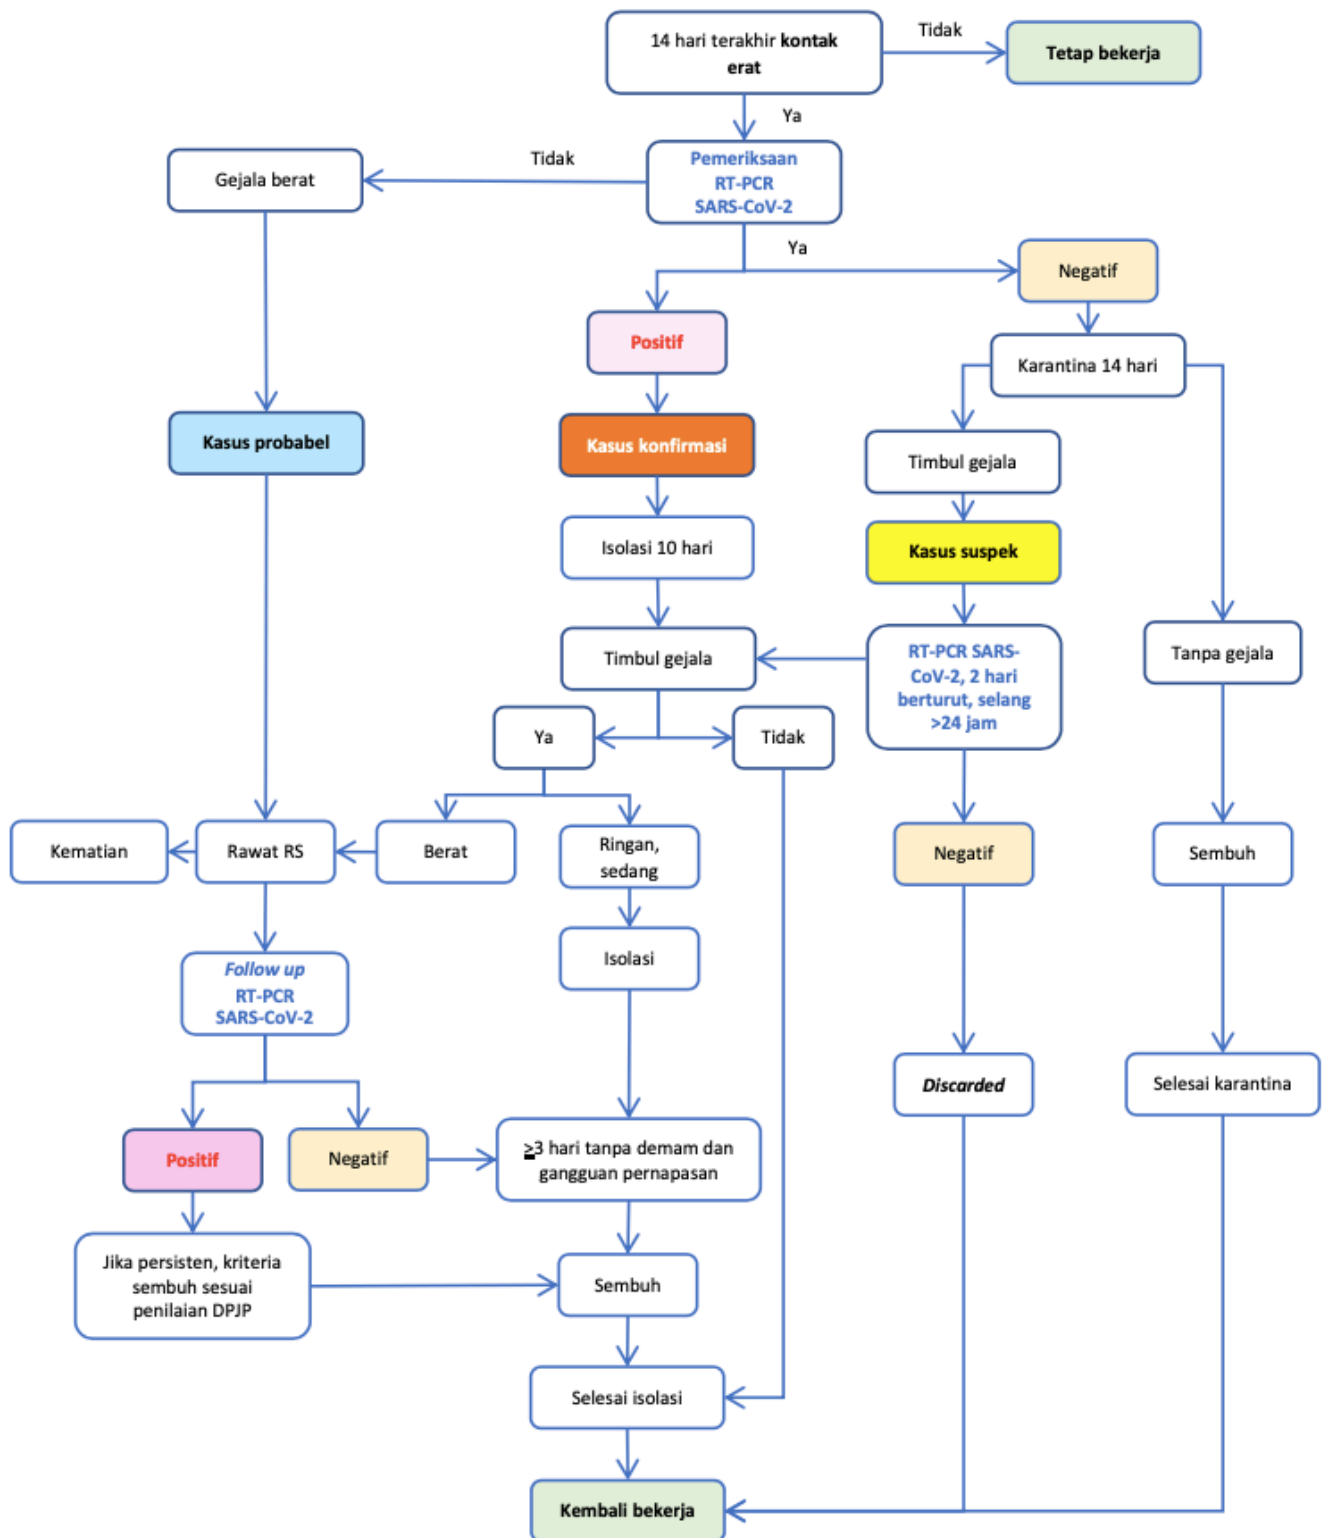 14 hari terakhir kontak
erat
Tidak
Tetap bekerja
Ya
Gejala berat
Tidak
Pemeriksaan
RT-PCR
SARS-CoV-2
Ya
Negatif
Positif
Karantina 14 hari
Kasus probabel
Kasus konfirmasi
Timbul gejala
Isolasi 10 hari
Kasus suspek
Timbul gejala
RT-PCR SARS-
CoV-2, 2 hari
berturut, selang
>24 jam
Tanpa gejala
Ya
Tidak
Kematian
Rawat RS
Berat
Ringan,
sedang
Negatif
Sembuh
Isolasi
Follow up
RT-PCR
SARS-CoV-2
Discarded
Selesai karantina
Positif
Negatif
≥3 hari tanpa demam dan
gangguan pernapasan
Jika persisten, kriteria
sembuh sesuai
penilaian DPJP
Sembuh
Selesai isolasi
Kembali bekerja